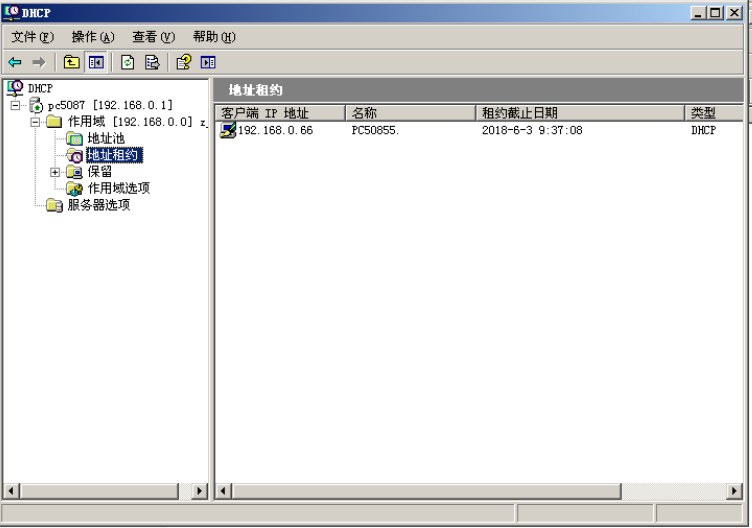 DHCP
文件(F) 操作(A) 查看(V) 帮助(H)
DHCP
pc5087 [192.168.0.1]
作用域 [192.168.0.0] z
地址池
地址租约
保留
作用域选项
服务器选项
地址租约
客户端 IP 地址 名称 租约截止日期 类型
192.168.0.66 PC50855. 2018-6-3 9:37:08 DHCP